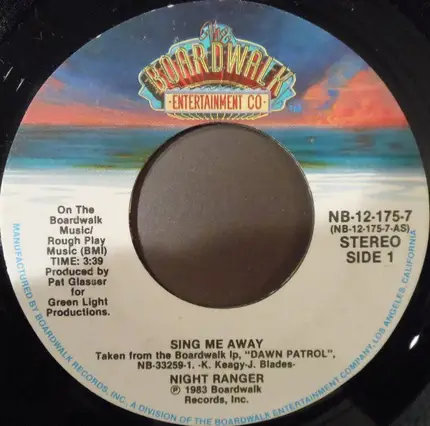 The
BOARDWALK
·ENTERTAINMENT CO·
On The
Boardwalk
Music/
Rough Play
Music (BMI)
TIME: 3:39
Produced by
Pat Glasser for
Green Light
Productions.
NB-12-175-7
(NB-12-175-7-AS)
STEREO
SIDE 1
SING ME AWAY
Taken from the Boardwalk lp, "DAWN PATROL",
NB-33259-1. -K. Keagy-J. Blades-
NIGHT RANGER
℗ 1983 Boardwalk
Records, Inc.
MANUFACTURED BY BOARDWALK RECORDS, INC., A DIVISION OF THE BOARDWALK ENTERTAINMENT COMPANY, LOS ANGELES, CALIFORNIA